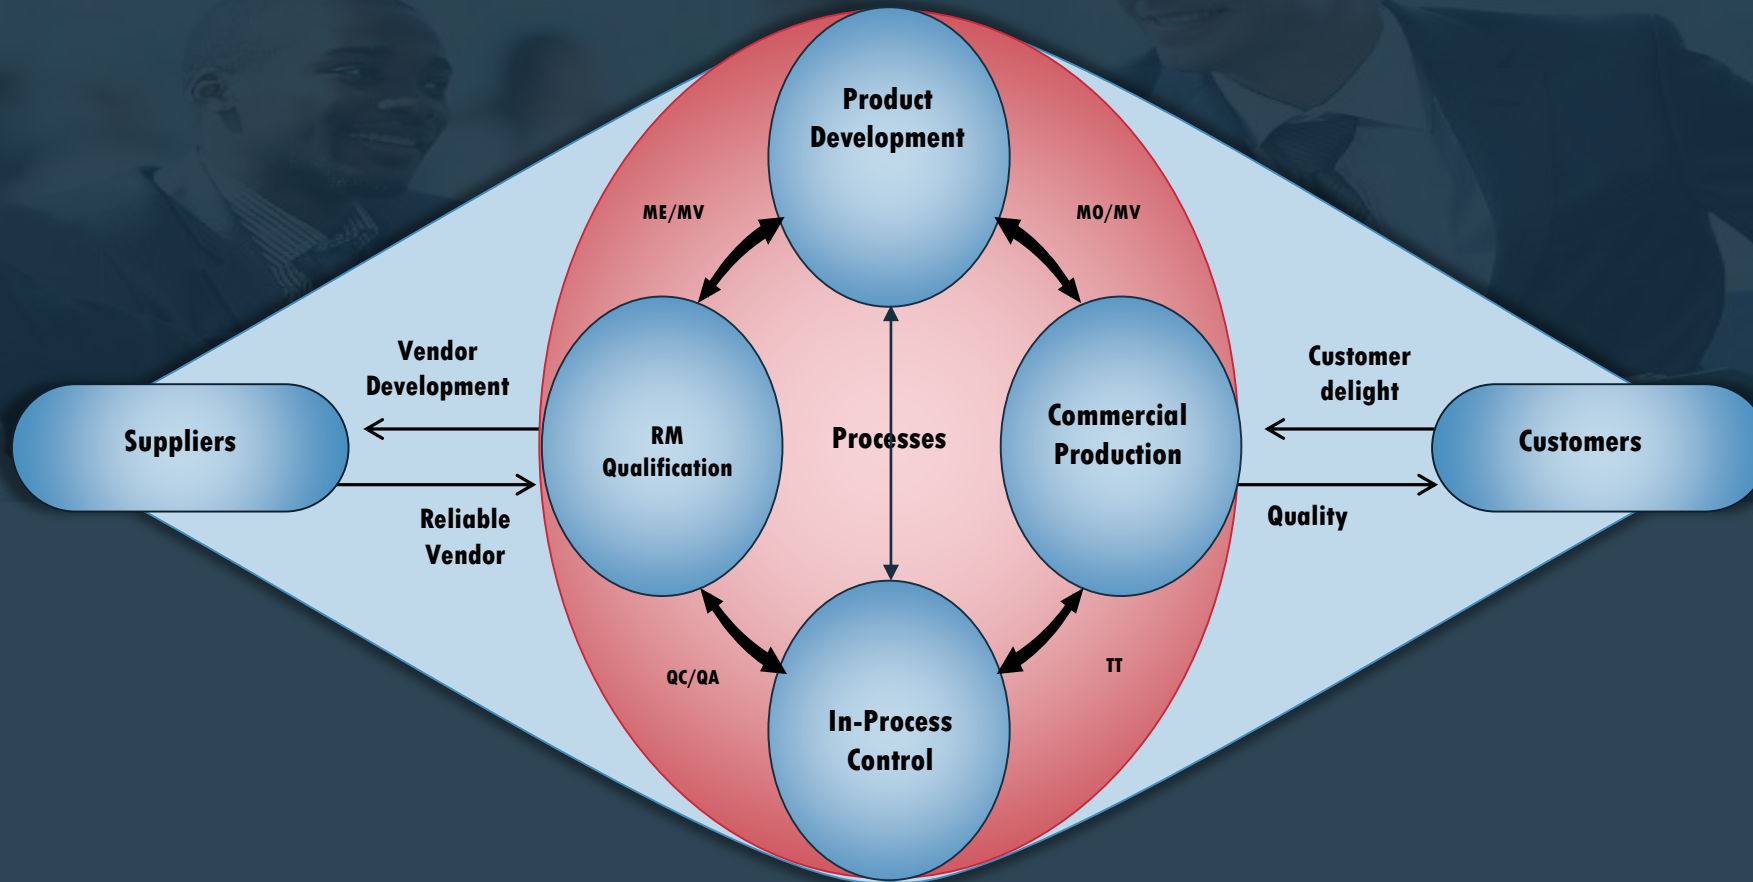 Product
Development
ME/MV
MO/MV
Vendor
Development
Customer
delight
Suppliers
RM
Qualification
Processes
Commercial
Production
Customers
Reliable
Vendor
Quality
QC/QA
TT
In-Process
Control